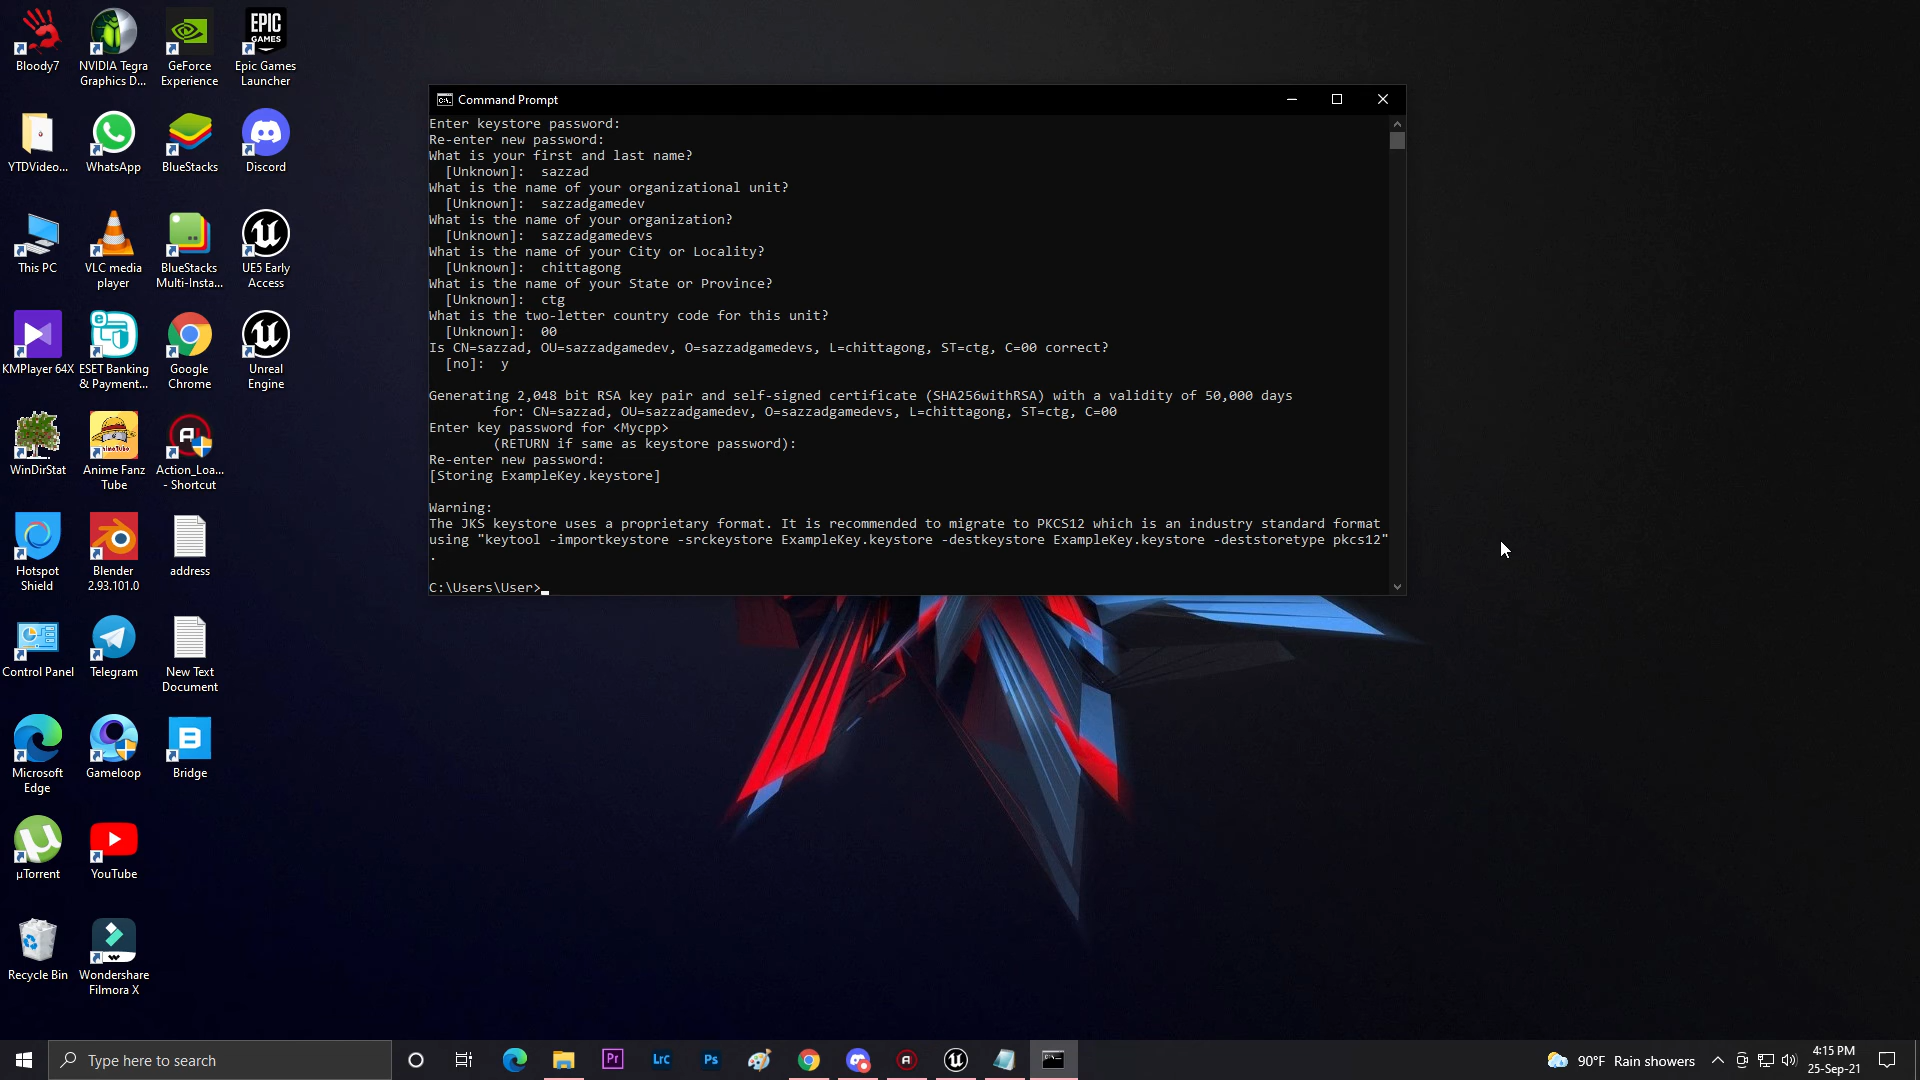 Bloody7
NVIDIA Tegra
Graphics D...
GeForce
Experience
EPIC
GAMES
Epic Games
Launcher
YTDVideo...
WhatsApp
BlueStacks
Discord
This PC
VLC media
player
BlueStacks
Multi-Insta...
UE5 Early
Access
KMPlayer 64X
ESET Banking
& Payment...
Google
Chrome
Unreal
Engine
WinDirStat
Anime Fanz
Tube
Action_Loa...
- Shortcut
Hotspot
Shield
Blender
2.93.101.0
address
Control Panel
Telegram
New Text
Document
Microsoft
Edge
Gameloop
Bridge
µTorrent
YouTube
Recycle Bin
Wondershare
Filmora X
Command Prompt
Enter keystore password:
Re-enter new password:
What is your first and last name?
[Unknown]: sazzad
What is the name of your organizational unit?
[Unknown]: sazzadgamedev
What is the name of your organization?
[Unknown]: sazzadgamedevs
What is the name of your City or Locality?
[Unknown]: chittagong
What is the name of your State or Province?
[Unknown]: ctg
What is the two-letter country code for this unit?
[Unknown]: 00
Is CN=sazzad, OU=sazzadgamedev, O=sazzadgamedevs, L=chittagong, ST=ctg, C=00 correct?
[no]: y
Generating 2,048 bit RSA key pair and self-signed certificate (SHA256withRSA) with a validity of 50,000 days
for: CN=sazzad, OU=sazzadgamedev, O=sazzadgamedevs, L=chittagong, ST=ctg, C=00
Enter key password for <Mycpp>
(RETURN if same as keystore password):
Re-enter new password:
[Storing ExampleKey.keystore]
Warning:
The JKS keystore uses a proprietary format. It is recommended to migrate to PKCS12 which is an industry standard format
using "keytool -importkeystore -srckeystore ExampleKey.keystore -destkeystore ExampleKey.keystore -deststoretype pkcs12"
.
C:\Users\User>
Type here to search
Pr
Lrc
Ps
90°F Rain showers
4:15 PM
25-Sep-21